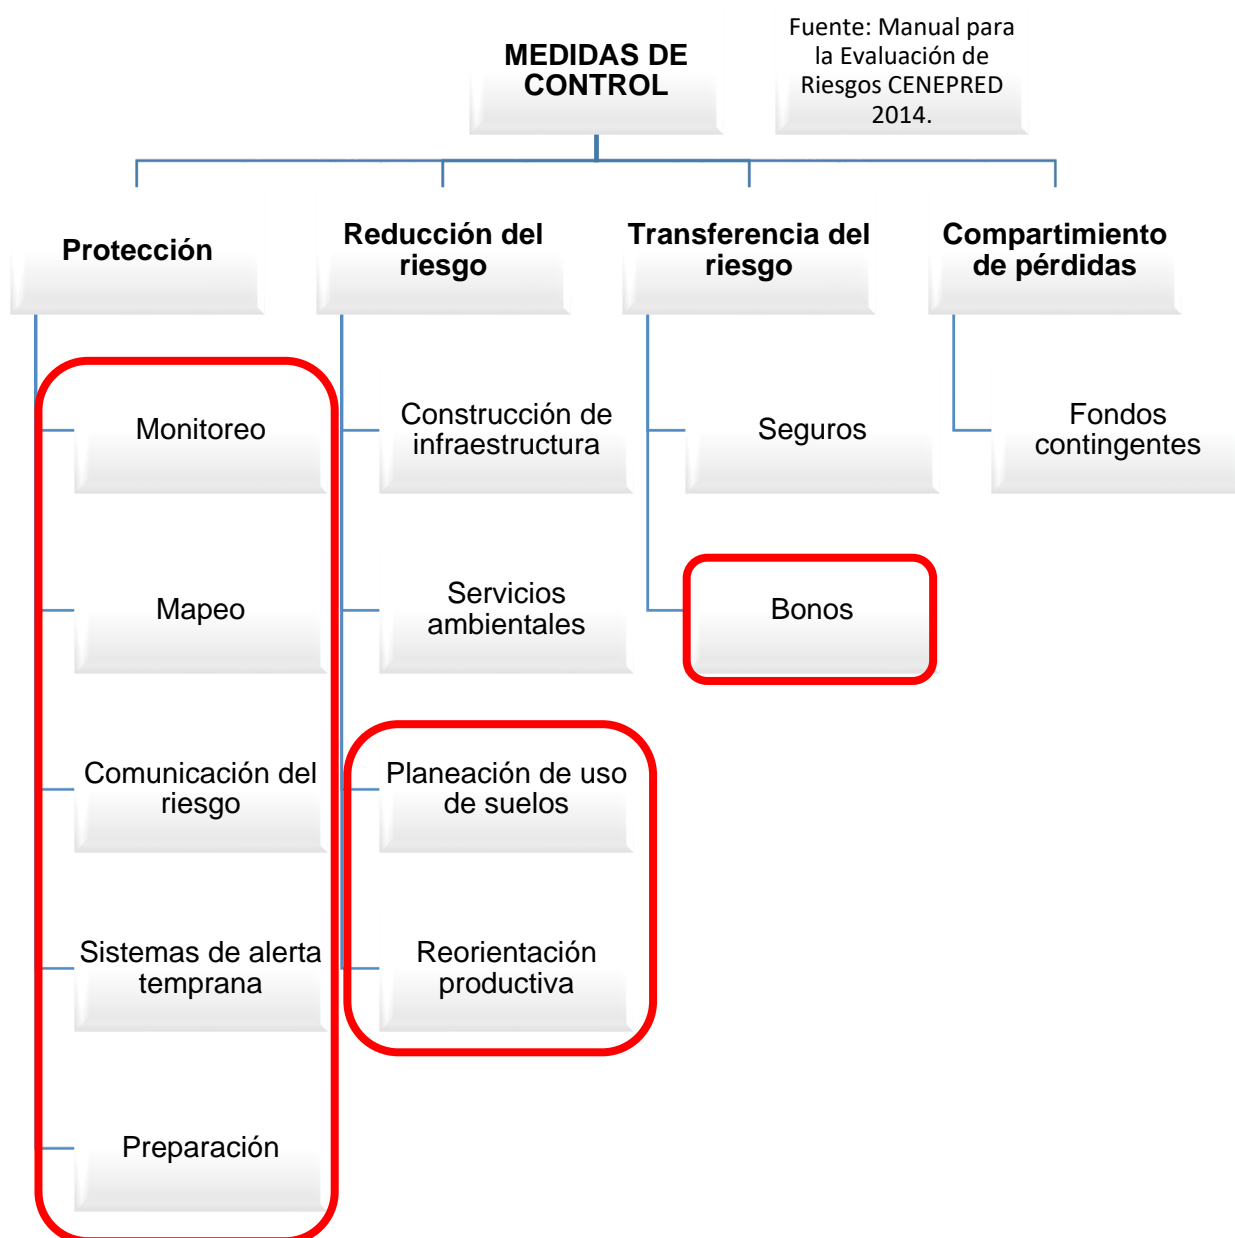 MEDIDAS DE
CONTROL
Fuente: Manual para
la Evaluación de
Riesgos CENEPRED
2014.
Protección
Reducción del
riesgo
Transferencia del
riesgo
Compartimiento
de pérdidas
Monitoreo
Construcción de
infraestructura
Seguros
Fondos
contingentes
Mapeo
Servicios
ambientales
Bonos
Comunicación del
riesgo
Planeación de uso
de suelos
Sistemas de alerta
temprana
Reorientación
productiva
Preparación